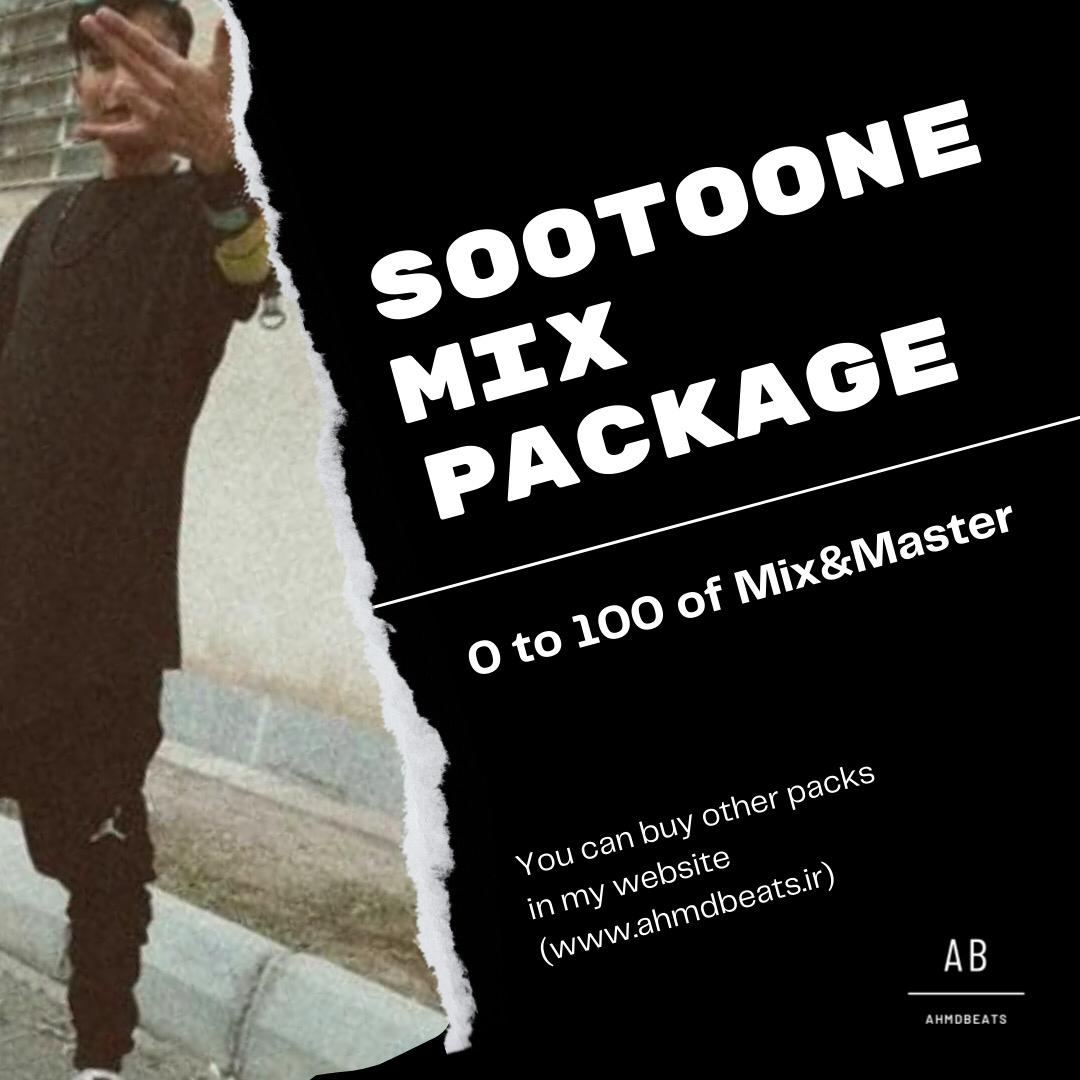 SOOTOONE
MIX
PACKAGE
0 to 100 of Mix&Master
You can buy other packs
in my website
(www.ahmdbeats.ir)
AB
AHMDBEATS